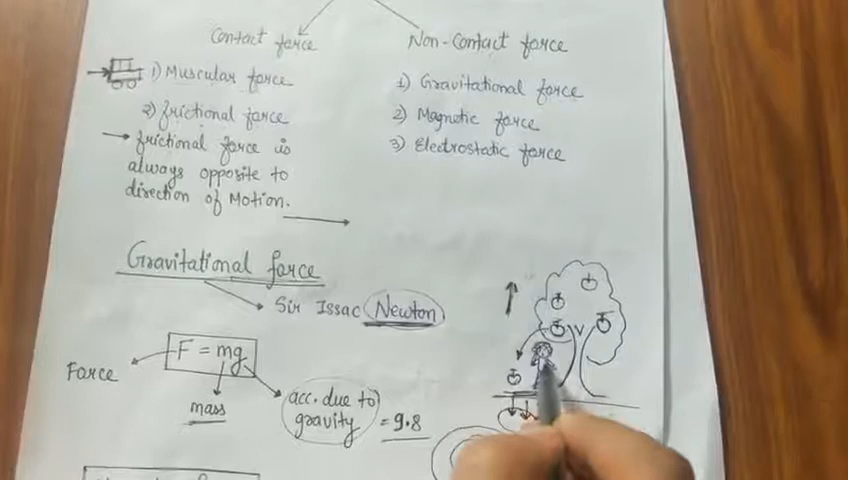 Contact force
Non-Contact force
1) Muscular force
2) frictional force
→ frictional force is
always opposite to
direction of Motion.
1) Gravitational force
2) Magnetic force
3) Electrostatic force
Gravitational force
Sir Issac Newton
F = mg
Force
mass
acc. due to
gravity = 9.8